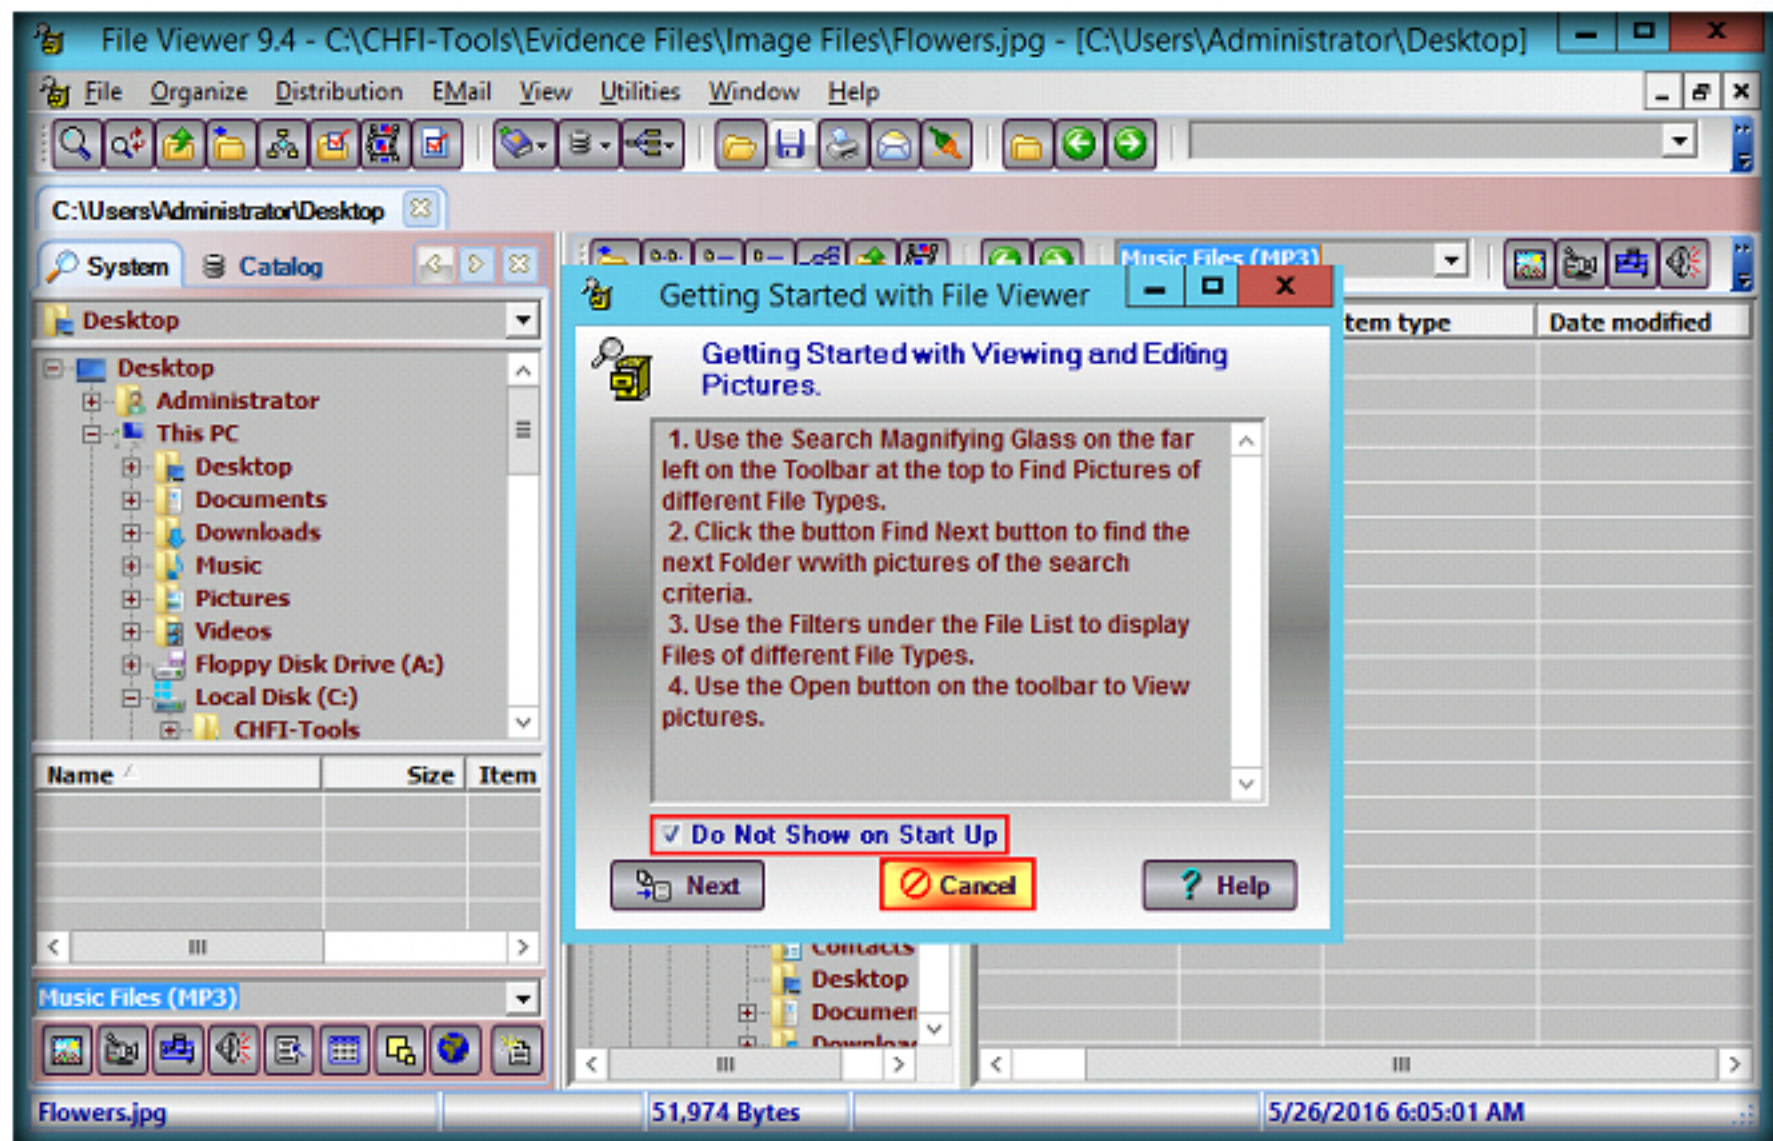 File Viewer 9.4 - C:\CHFI-Tools\Evidence Files\Image Files\Flowers.jpg - [C:\Users\Administrator\Desktop]
File Organize Distribution EMail View Utilities Window Help
C:\Users\Administrator\Desktop
System Catalog
Music Files (MP3)
Desktop
tem type Date modified
Desktop
Administrator
This PC
Desktop
Documents
Downloads
Music
Pictures
Videos
Floppy Disk Drive (A:)
Local Disk (C:)
CHFI-Tools
Name Size Item
Music Files (MP3)
Getting Started with File Viewer
Getting Started with Viewing and Editing
Pictures.
1. Use the Search Magnifying Glass on the far
left on the Toolbar at the top to Find Pictures of
different File Types.
2. Click the button Find Next button to find the
next Folder wwith pictures of the search
criteria.
3. Use the Filters under the File List to display
Files of different File Types.
4. Use the Open button on the toolbar to View
pictures.
Do Not Show on Start Up
Next Cancel Help
Contacts
Desktop
Documen
Downloa
Flowers.jpg 51,974 Bytes 5/26/2016 6:05:01 AM